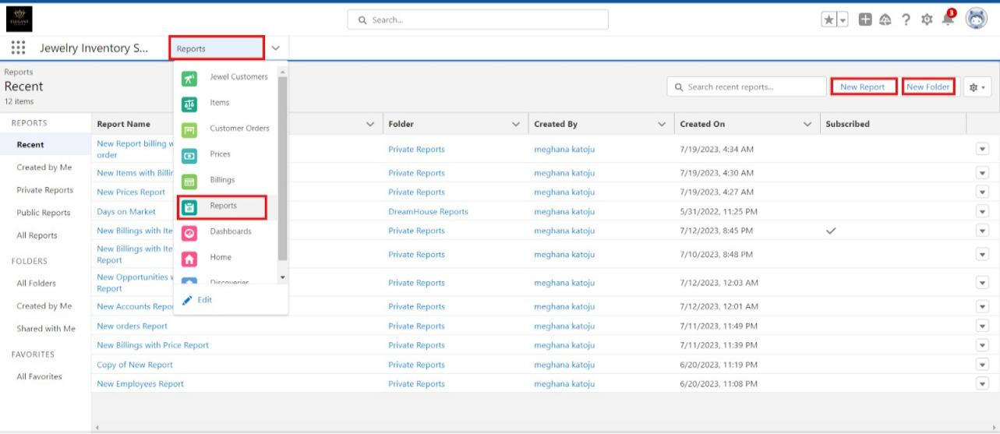 ELEGANT
Search...
3
Jewelry Inventory S...
Reports
Reports
Recent
12 items
Search recent reports...
New Report
New Folder
Jewel Customers
Items
Customer Orders
Prices
Billings
Reports
Dashboards
Home
Discoveries
Edit
REPORTS
Recent
Created by Me
Private Reports
Public Reports
All Reports
FOLDERS
All Folders
Created by Me
Shared with Me
FAVORITES
All Favorites
Report Name Folder Created By Created On Subscribed
New Report billing w
order Private Reports meghana katoju 7/19/2023, 4:34 AM
New Items with Billin Private Reports meghana katoju 7/19/2023, 4:30 AM
New Prices Report Private Reports meghana katoju 7/19/2023, 4:27 AM
Days on Market DreamHouse Reports meghana katoju 5/31/2022, 11:25 PM
New Billings with Ite Private Reports meghana katoju 7/12/2023, 8:45 PM
New Billings with Ite
Report Private Reports meghana katoju 7/10/2023, 8:48 PM
New Opportunities w
Report Private Reports meghana katoju 7/12/2023, 12:03 AM
New Accounts Repo Private Reports meghana katoju 7/12/2023, 12:01 AM
New orders Report Private Reports meghana katoju 7/11/2023, 11:49 PM
New Billings with Price Report Private Reports meghana katoju 7/11/2023, 11:39 PM
Copy of New Report Private Reports meghana katoju 6/20/2023, 11:19 PM
New Employees Report Private Reports meghana katoju 6/20/2023, 11:08 PM